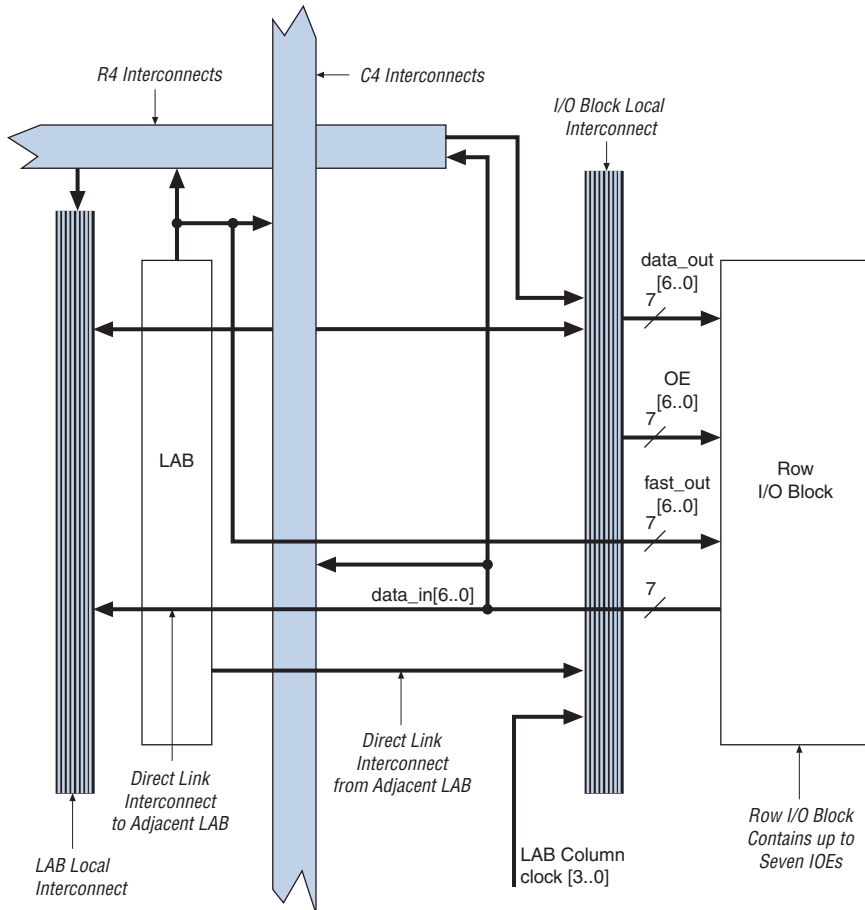 R4 Interconnects
C4 Interconnects
I/O Block Local
Interconnect
data_out
[6..0]
7
OE
[6..0]
7
LAB
Row
I/O Block
fast_out
[6..0]
7
data_in[6..0]
7
Direct Link
Interconnect
to Adjacent LAB
Direct Link
Interconnect
from Adjacent LAB
Row I/O Block
Contains up to
Seven IOEs
LAB Local
Interconnect
LAB Column
clock [3..0]